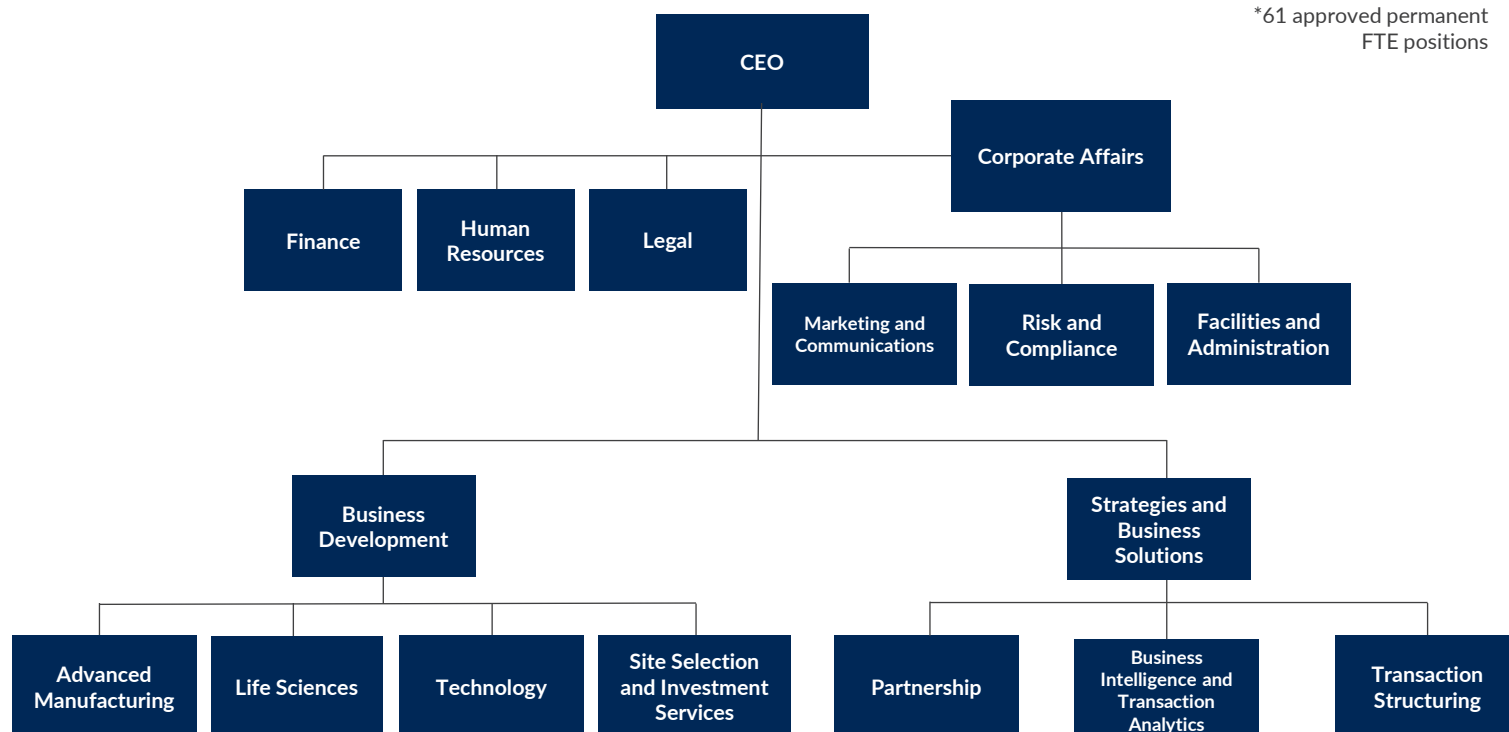 *61 approved permanent
FTE positions
CEO
Corporate Affairs
Finance
Human
Resources
Legal
Marketing and
Communications
Risk and
Compliance
Facilities and
Administration
Business
Development
Strategies and
Business
Solutions
Advanced
Manufacturing
Life Sciences
Technology
Site Selection
and Investment
Services
Partnership
Business
Intelligence and
Transaction
Analytics
Transaction
Structuring